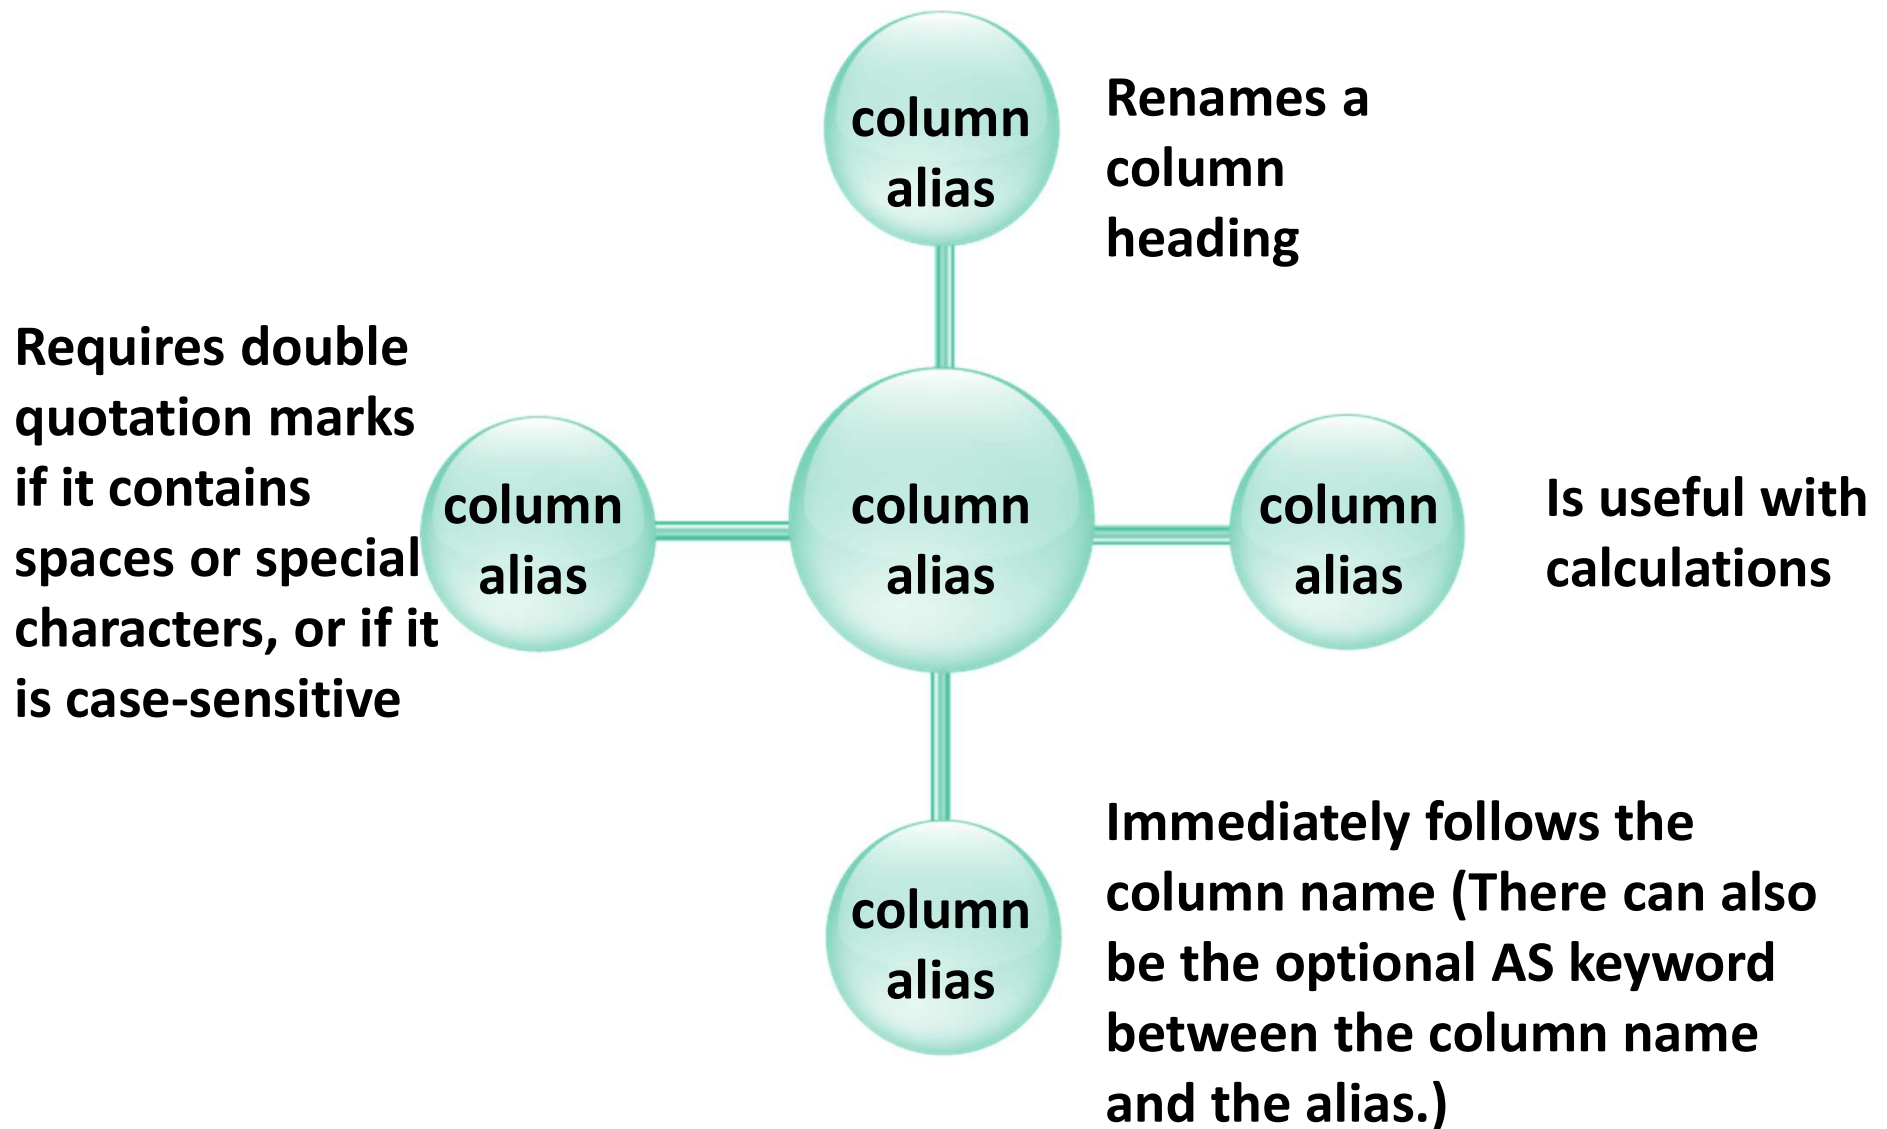 column
alias
Renames a
column
heading
Requires double
quotation marks
if it contains
spaces or special
characters, or if it
is case-sensitive
column
alias
column
alias
column
alias
Is useful with
calculations
column
alias
Immediately follows the
column name (There can also
be the optional AS keyword
between the column name
and the alias.)